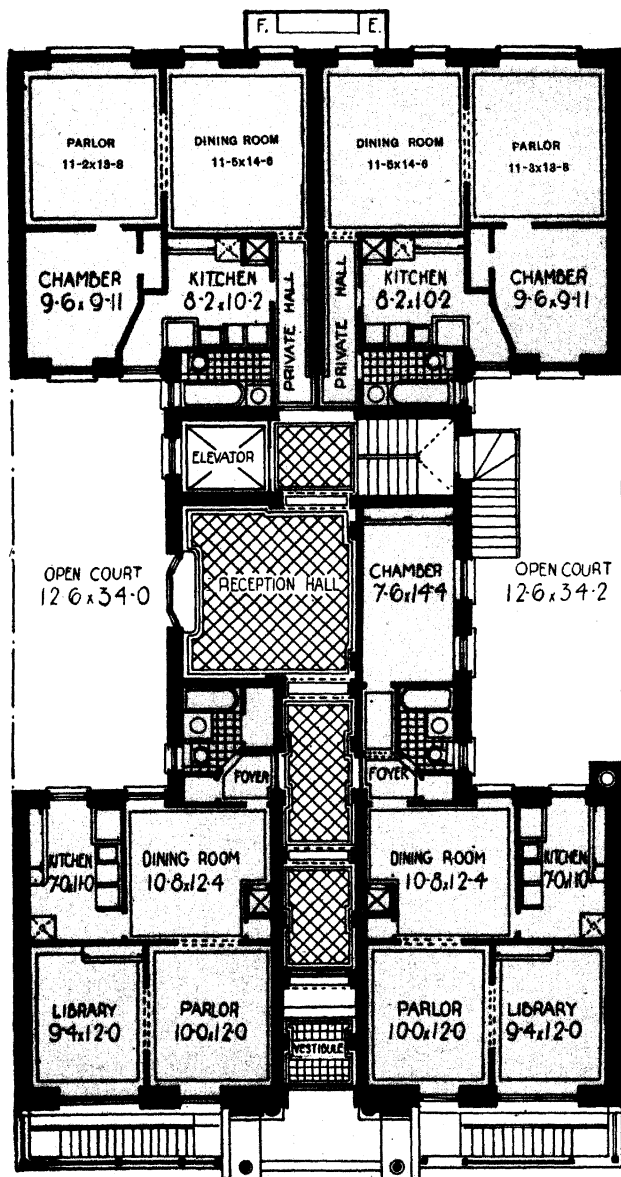 F. E.
PARLOR
11-2x13-8
DINING ROOM
11-5x14-6
DINING ROOM
11-5x14-6
PARLOR
11-3x13-8
CHAMBER
9-6x9-11
KITCHEN
8-2x10-2
PRIVATE HALL
PRIVATE HALL
KITCHEN
8-2x10-2
CHAMBER
9-6x9-11
ELEVATOR
OPEN COURT
12-6x34-0
RECEPTION HALL
CHAMBER
7-6x14-4
OPEN COURT
12-6x34-2
FOYER
FOYER
KITCHEN
7-0x11-0
DINING ROOM
10-8x12-4
DINING ROOM
10-8x12-4
KITCHEN
7-0x11-0
LIBRARY
9-4x12-0
PARLOR
10-0x12-0
VESTIBULE
PARLOR
10-0x12-0
LIBRARY
9-4x12-0